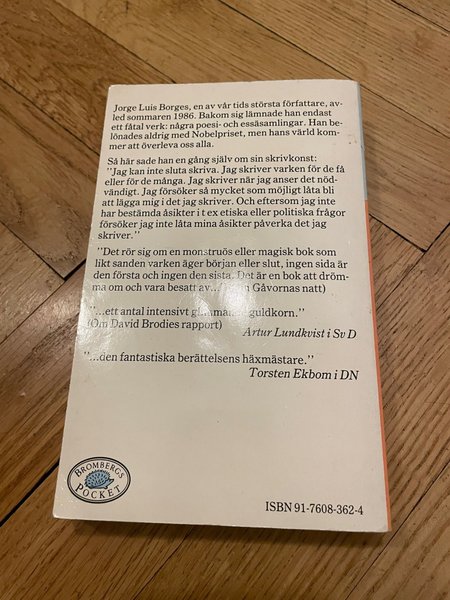 Jorge Luis Borges, en av vår tids största författare, av-
led sommaren 1986. Bakom sig lämnade han endast
ett fåtal verk: några poesi- och essäsamlingar. Han be-
lönades aldrig med Nobelpriset, men hans värld kom-
mer att överleva oss alla.
Så här sade han en gång själv om sin skrivkonst:
"Jag kan inte sluta skriva. Jag skriver varken för de få
eller för de många. Jag skriver när jag anser det nöd-
vändigt. Jag försöker så mycket som möjligt låta bli
att lägga mig i det jag skriver. Och eftersom jag inte
har bestämda åsikter i t ex etiska eller politiska frågor
försöker jag inte låta mina åsikter påverka det jag
skriver."
"Det rör sig om en monstruös eller magisk bok som
likt sanden varken äger början eller slut, ingen sida är
den första och ingen den sista. Det är en bok att dröm-
ma om och vara besatt av... Gåvornas natt)
"...ett antal intensivt guldkorn."
(Om David Brodies rapport)
Artur Lundkvist i Sv D
"...den fantastiska berättelsens häxmästare."
Torsten Ekbom i DN
BROMBERGS
POCKET
ISBN 91-7608-362-4